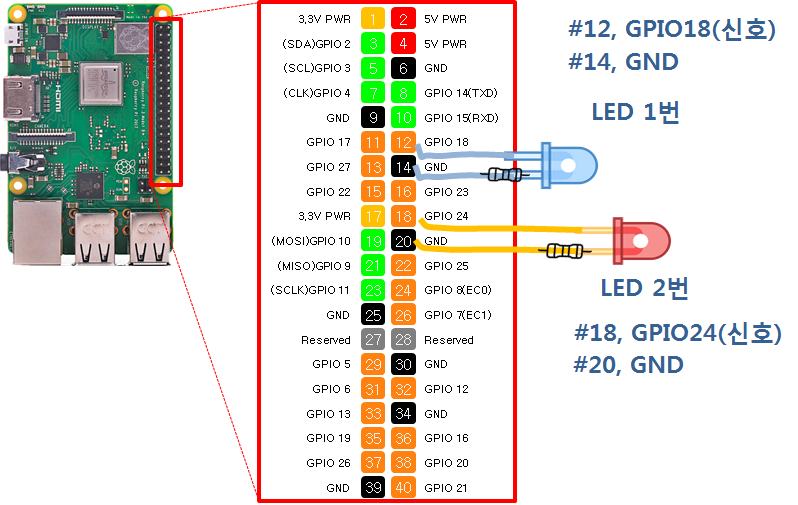 3,3V PWR 1 2 5V PWR
(SDA)GPIO 2 3 4 5V PWR
(SCL)GPIO 3 5 6 GND
(CLK)GPIO 4 7 8 GPIO 14(TXD)
GND 9 10 GPIO 15(RXD)
GPIO 17 11 12 GPIO 18
GPIO 27 13 14 GND
GPIO 22 15 16 GPIO 23
3,3V PWR 17 18 GPIO 24
(MOSI)GPIO 10 19 20 GND
(MISO)GPIO 9 21 22 GPIO 25
(SCLK)GPIO 11 23 24 GPIO 8(EC0)
GND 25 26 GPIO 7(EC1)
Reserved 27 28 Reserved
GPIO 5 29 30 GND
GPIO 6 31 32 GPIO 12
GPIO 13 33 34 GND
GPIO 19 35 36 GPIO 16
GPIO 26 37 38 GPIO 20
GND 39 40 GPIO 21
#12, GPIO18(신호)
#14, GND
LED 1번
LED 2번
#18, GPIO24(신호)
#20, GND
HDMI